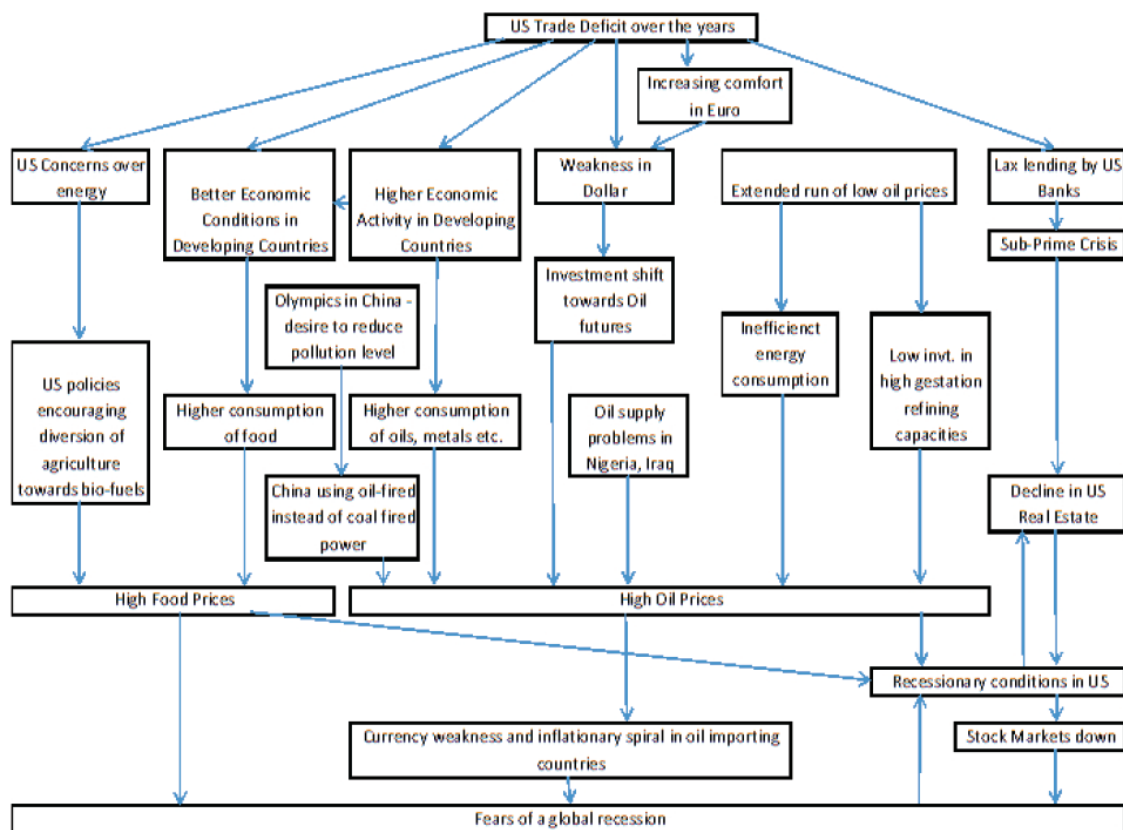 US Trade Deficit over the years
Increasing comfort
in Euro
US Concerns over
energy
Better Economic
Conditions in
Developing Countries
Higher Economic
Activity in Developing
Countries
Weakness in
Dollar
Extended run of low oil prices
Lax lending by US
Banks
Sub-Prime Crisis
Olympics in China -
desire to reduce
pollution level
Investment shift
towards Oil
futures
Inefficienct
energy
consumption
Low invt. in
high gestation
refining
capacities
US policies
encouraging
diversion of
agriculture
towards bio-fuels
Higher consumption
of food
Higher consumption
of oils, metals etc.
Oil supply
problems in
Nigeria, Iraq
China using oil-fired
instead of coal fired
power
Decline in US
Real Estate
High Food Prices
High Oil Prices
Recessionary conditions in US
Currency weakness and inflationary spiral in oil importing
countries
Stock Markets down
Fears of a global recession